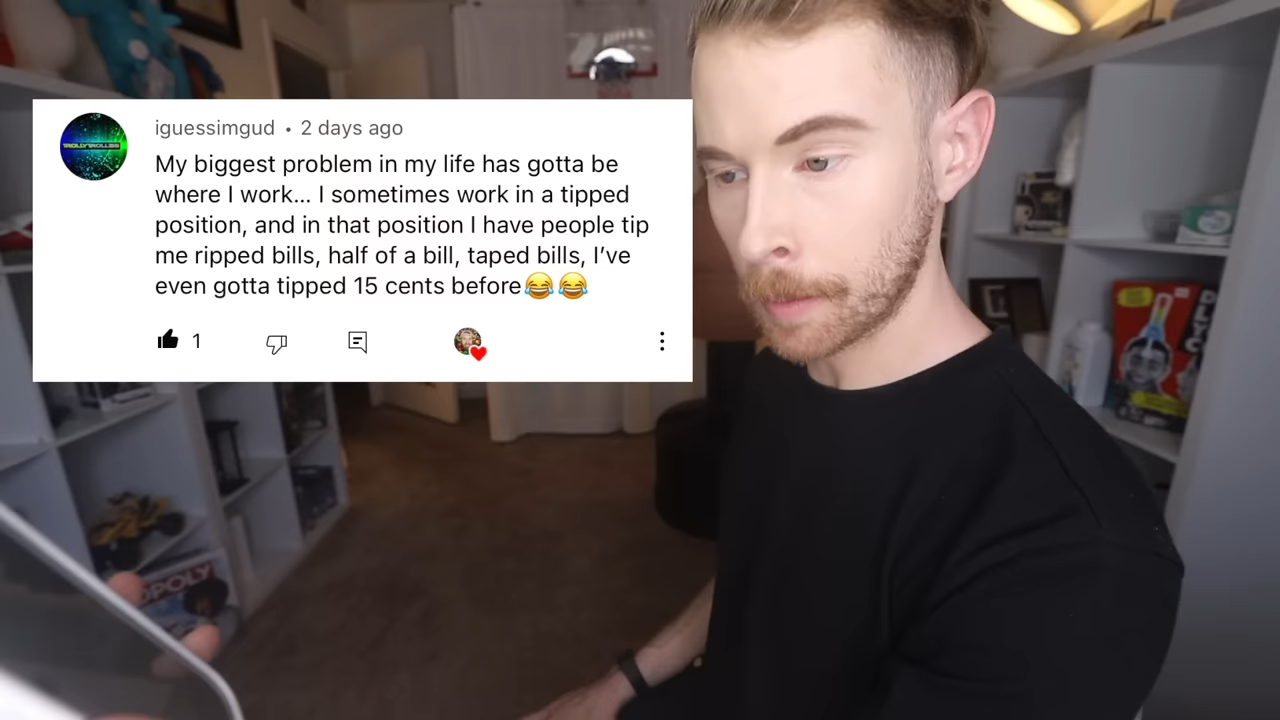 iguessimgud • 2 days ago
My biggest problem in my life has gotta be
where I work... I sometimes work in a tipped
position, and in that position I have people tip
me ripped bills, half of a bill, taped bills, I've
even gotta tipped 15 cents before😂😂
1
OPOLY